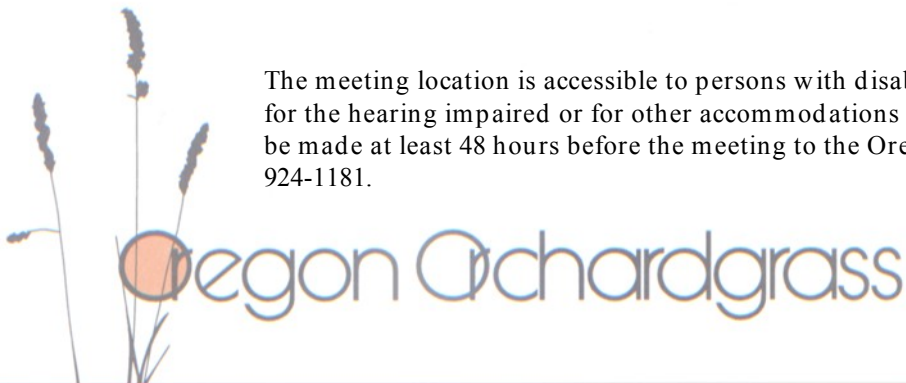 The meeting location is accessible to persons with disab
for the hearing impaired or for other accommodations
be made at least 48 hours before the meeting to the Ore
924-1181.
Oregon Orchardgrass